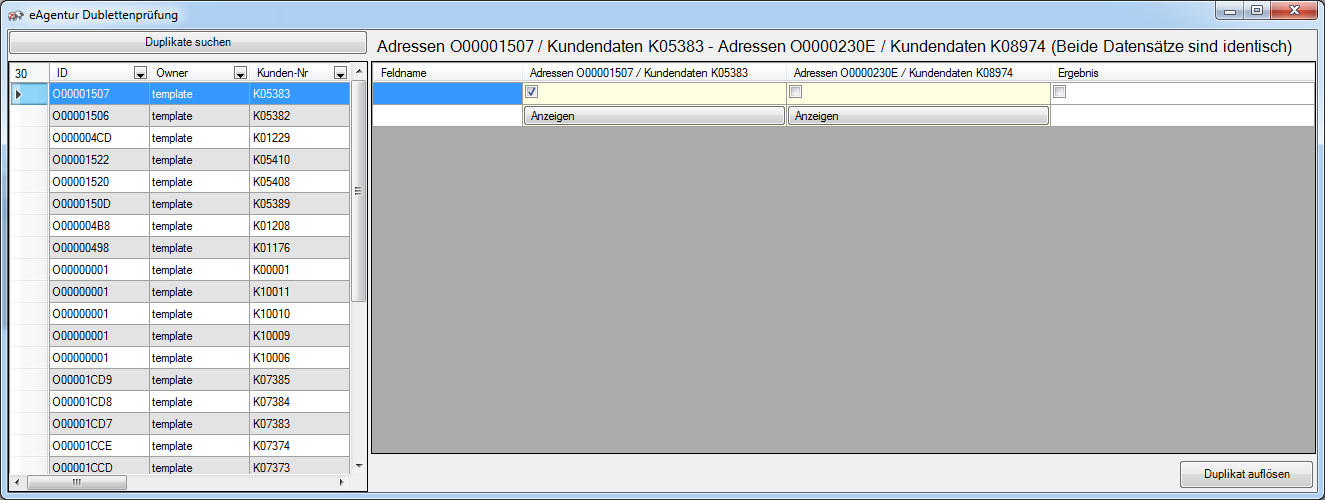 eAgentur Dublettenprüfung
Duplikate suchen
Adressen O00001507 / Kundendaten K05383 - Adressen O0000230E / Kundendaten K08974 (Beide Datensätze sind identisch)
30 ID Owner Kunden-Nr
O00001507 template K05383
O00001506 template K05382
O000004CD template K01229
O00001522 template K05410
O00001520 template K05408
O0000150D template K05389
O000004B8 template K01208
O00000498 template K01176
O00000001 template K00001
O00000001 template K10011
O00000001 template K10010
O00000001 template K10009
O00000001 template K10006
O00001CD9 template K07385
O00001CD8 template K07384
O00001CD7 template K07383
O00001CCE template K07374
O00001CCD template K07373
Feldname Adressen O00001507 / Kundendaten K05383 Adressen O0000230E / Kundendaten K08974 Ergebnis
Anzeigen Anzeigen
Duplikat auflösen